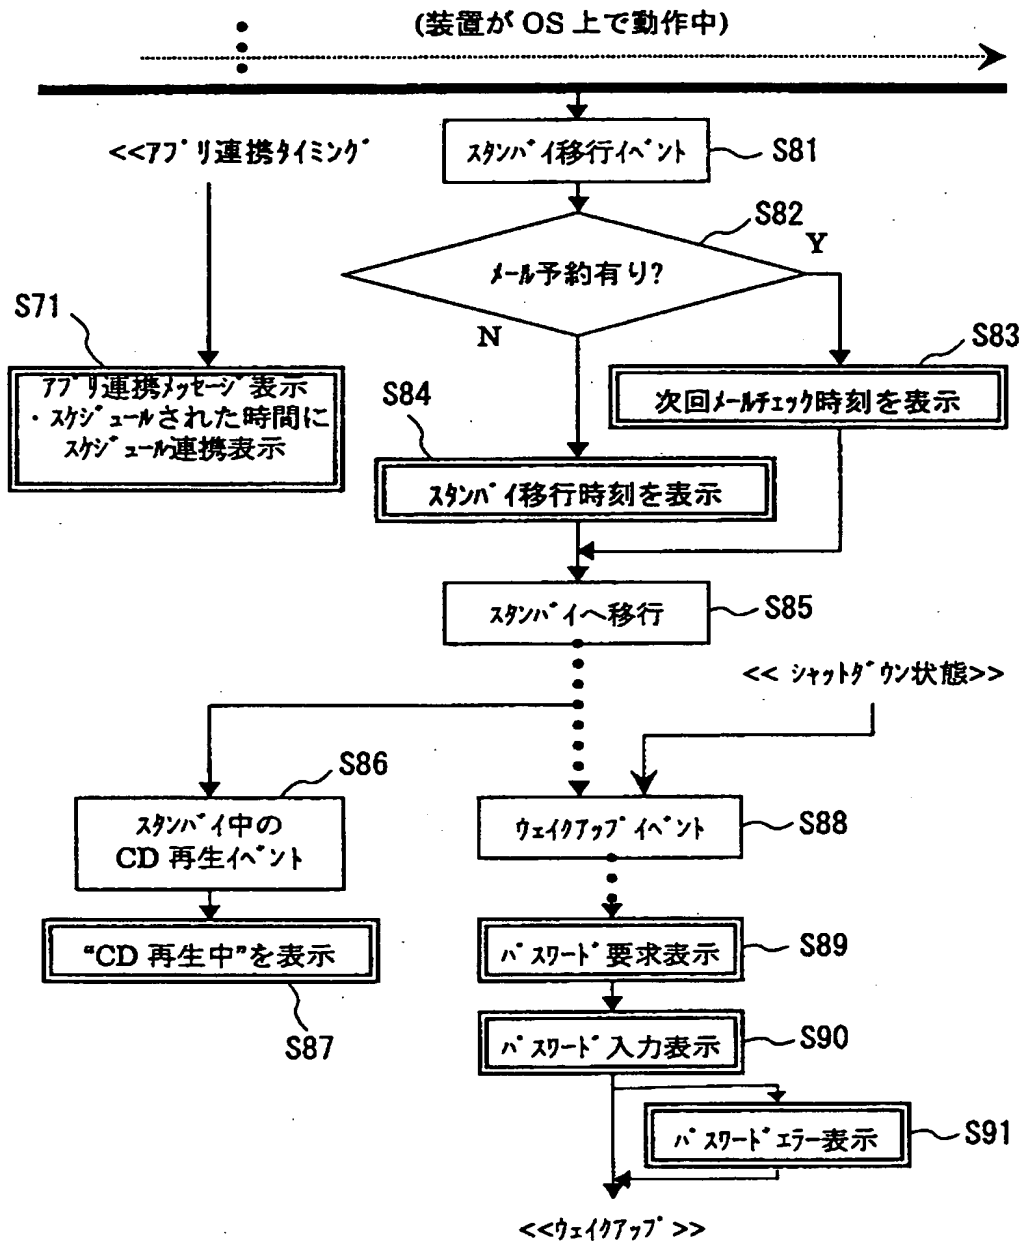 (装置が OS 上で動作中)
<<アプリ連携タイミング
スタンバイ移行イベント
S81
S82
Y
メール予約有り?
N
S71
アプリ連携メッセージ表示
・スケジュールされた時間に
スケジュール連携表示
S83
次回メールチェック時刻を表示
S84
スタンバイ移行時刻を表示
スタンバイへ移行
S85
<< シャットダウン状態>>
S86
スタンバイ中の
CD 再生イベント
ウェイクアップイベント
S88
"CD 再生中"を表示
S87
パスワード要求表示
S89
パスワード入力表示
S90
パスワードエラー表示
S91
<<ウェイクアップ>>